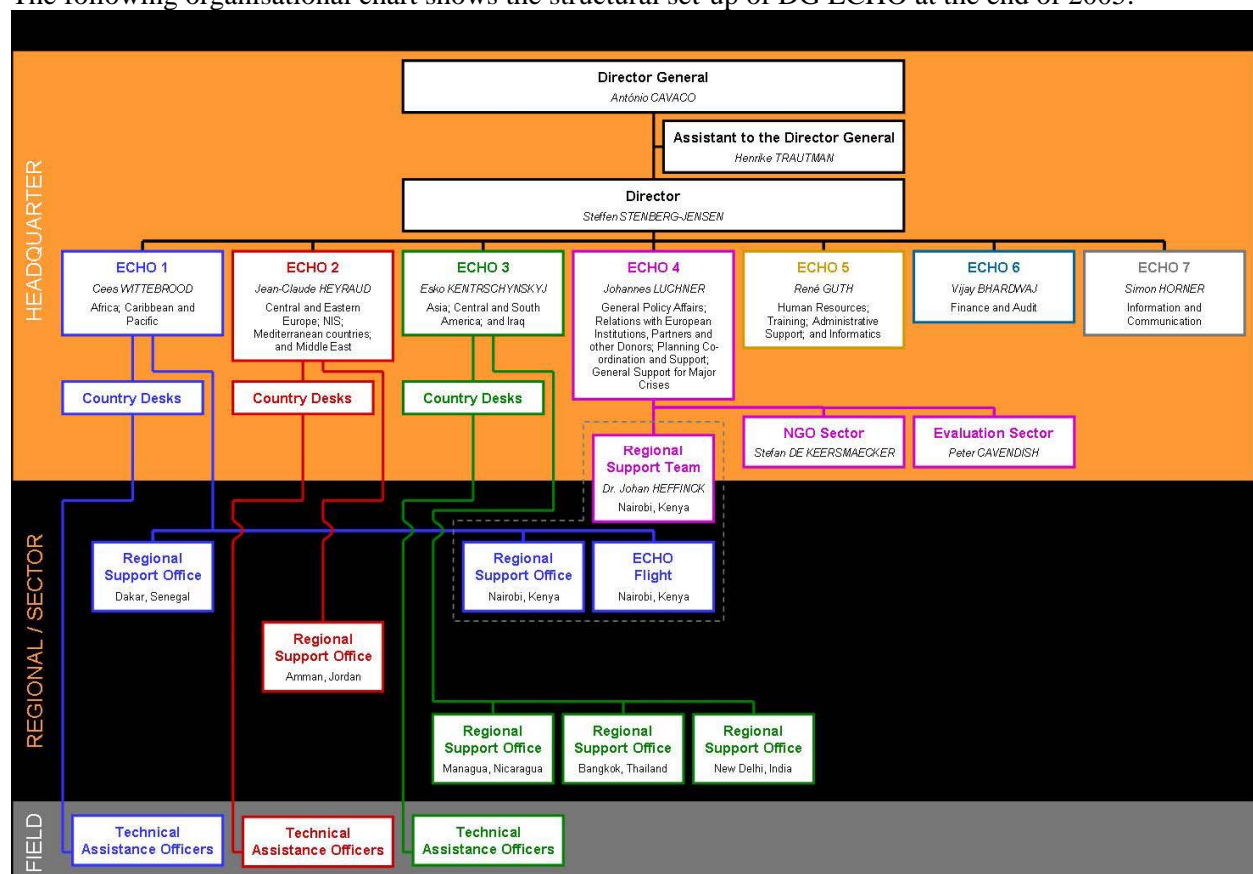 The following organisational chart shows the structural set-up of DG ECHO at the end of 2003:
HEADQUARTER
Director General
António CAVACO
Assistant to the Director General
Henrike TRAUTMAN
Director
Steffen STENBERG-JENSEN
ECHO 1
Cees WITTEBROOD
Africa; Caribbean and
Pacific
ECHO 2
Jean-Claude HEYRAUD
Central and Eastern
Europe; NIS;
Mediterranean countries;
and Middle East
ECHO 3
Esko KENTRSCHYNSKYJ
Asia; Central and South
America; and Iraq
ECHO 4
Johannes LUCHNER
General Policy Affairs;
Relations with European
Institutions, Partners and
other Donors; Planning Co-
ordination and Support;
General Support for Major
Crises
ECHO 5
René GUTH
Human Resources;
Training; Administrative
Support; and Informatics
ECHO 6
Vijay BHARDWAJ
Finance and Audit
ECHO 7
Simon HORNER
Information and
Communication
Country Desks
Country Desks
Country Desks
Regional
Support Team
Dr. Johan HEFFINCK
Nairobi, Kenya
NGO Sector
Stefan DE KEERSMAECKER
Evaluation Sector
Peter CAVENDISH
REGIONAL / SECTOR
Regional
Support Office
Dakar, Senegal
Regional
Support Office
Nairobi, Kenya
ECHO
Flight
Nairobi, Kenya
Regional
Support Office
Amman, Jordan
Regional
Support Office
Managua, Nicaragua
Regional
Support Office
Bangkok, Thailand
Regional
Support Office
New Delhi, India
FIELD
Technical
Assistance Officers
Technical
Assistance Officers
Technical
Assistance Officers